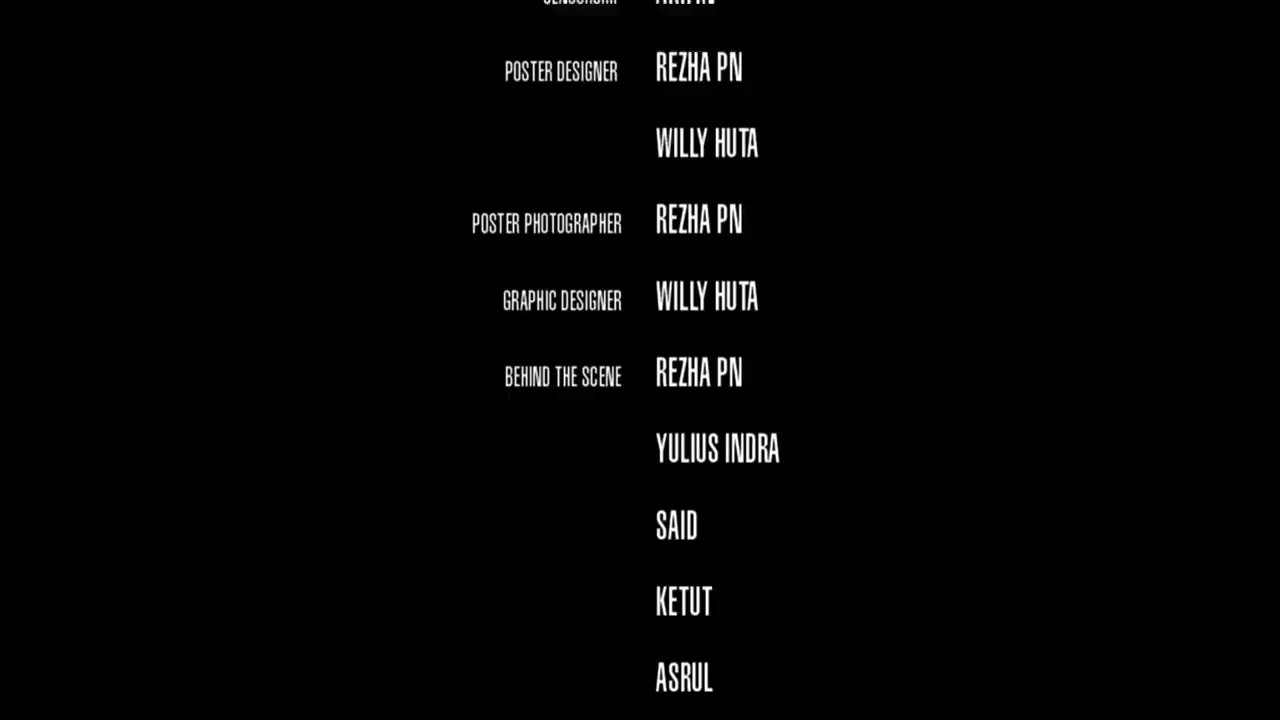 POSTER DESIGNER REZHA PN
WILLY HUTA
POSTER PHOTOGRAPHER REZHA PN
GRAPHIC DESIGNER WILLY HUTA
BEHIND THE SCENE REZHA PN
YULIUS INDRA
SAID
KETUT
ASRUL